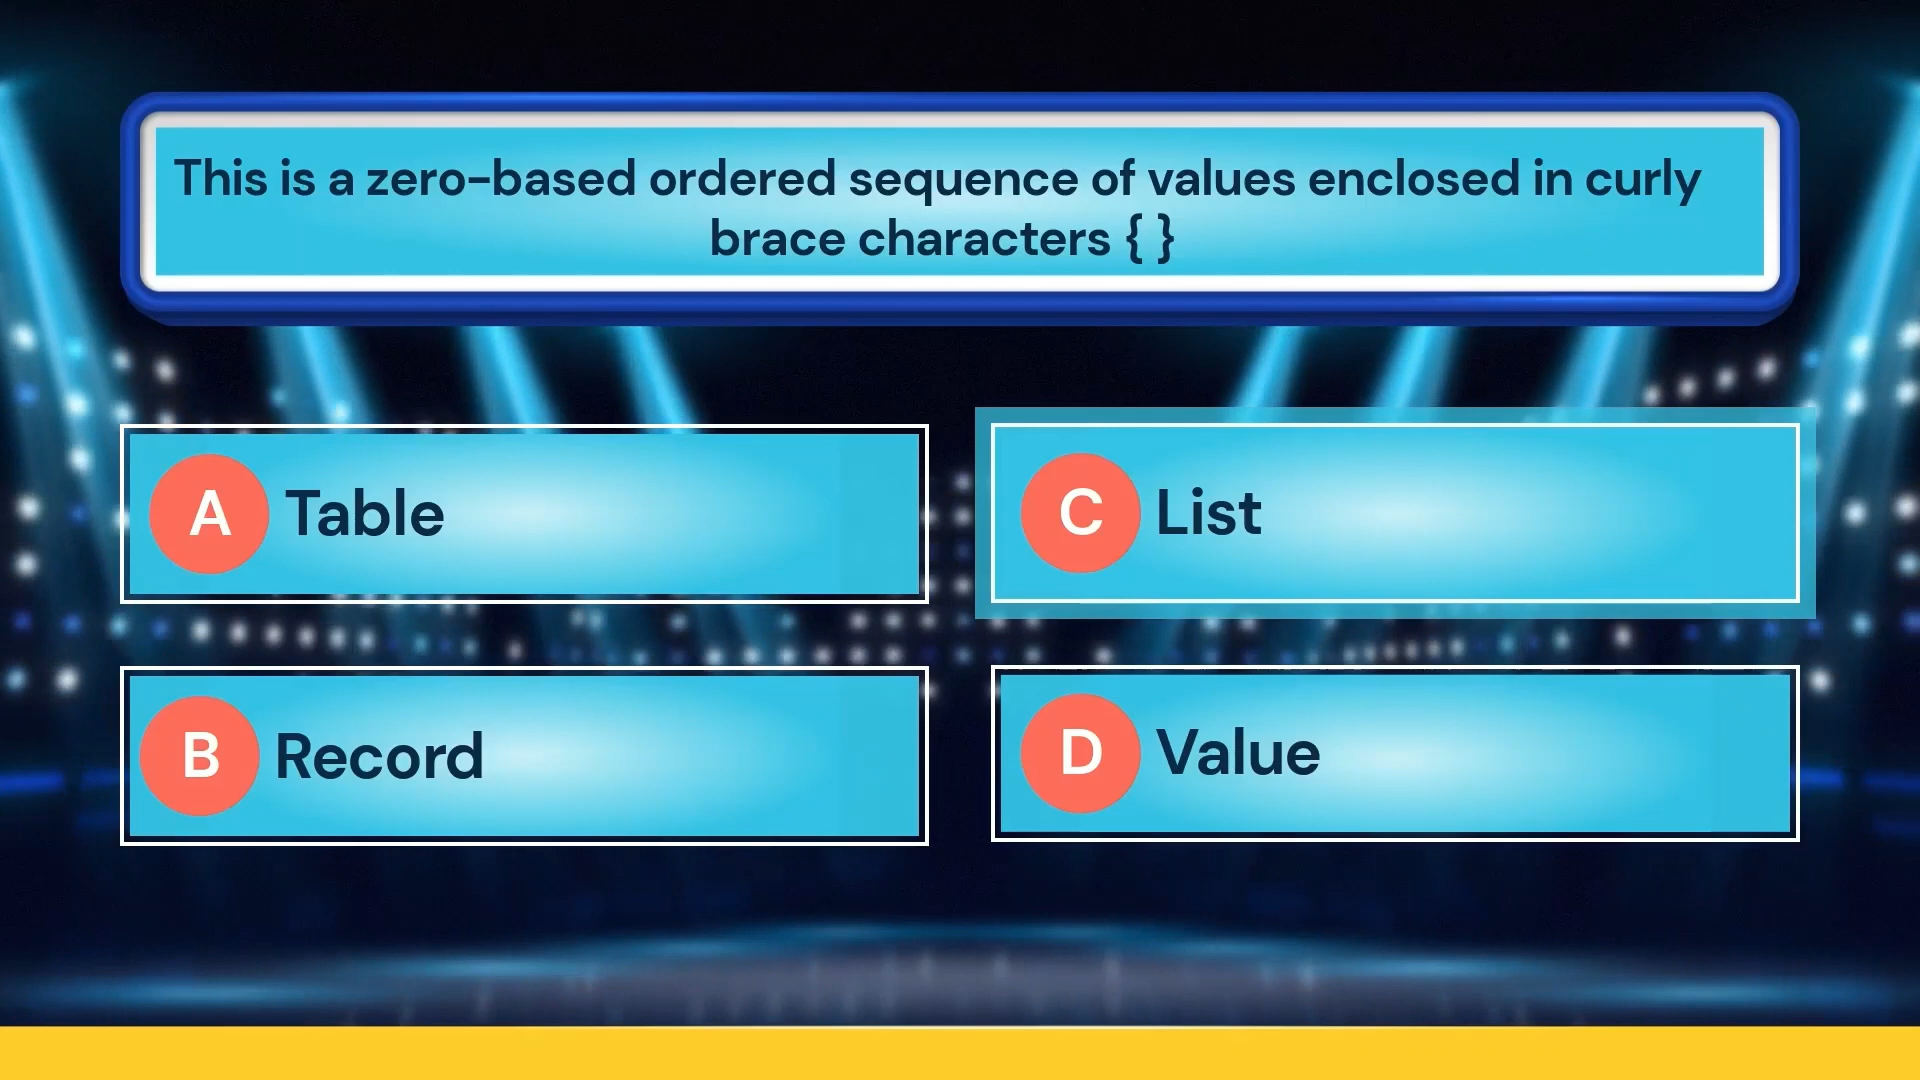 This is a zero-based ordered sequence of values enclosed in curly
brace characters { }
A Table
B Record
C List
D Value